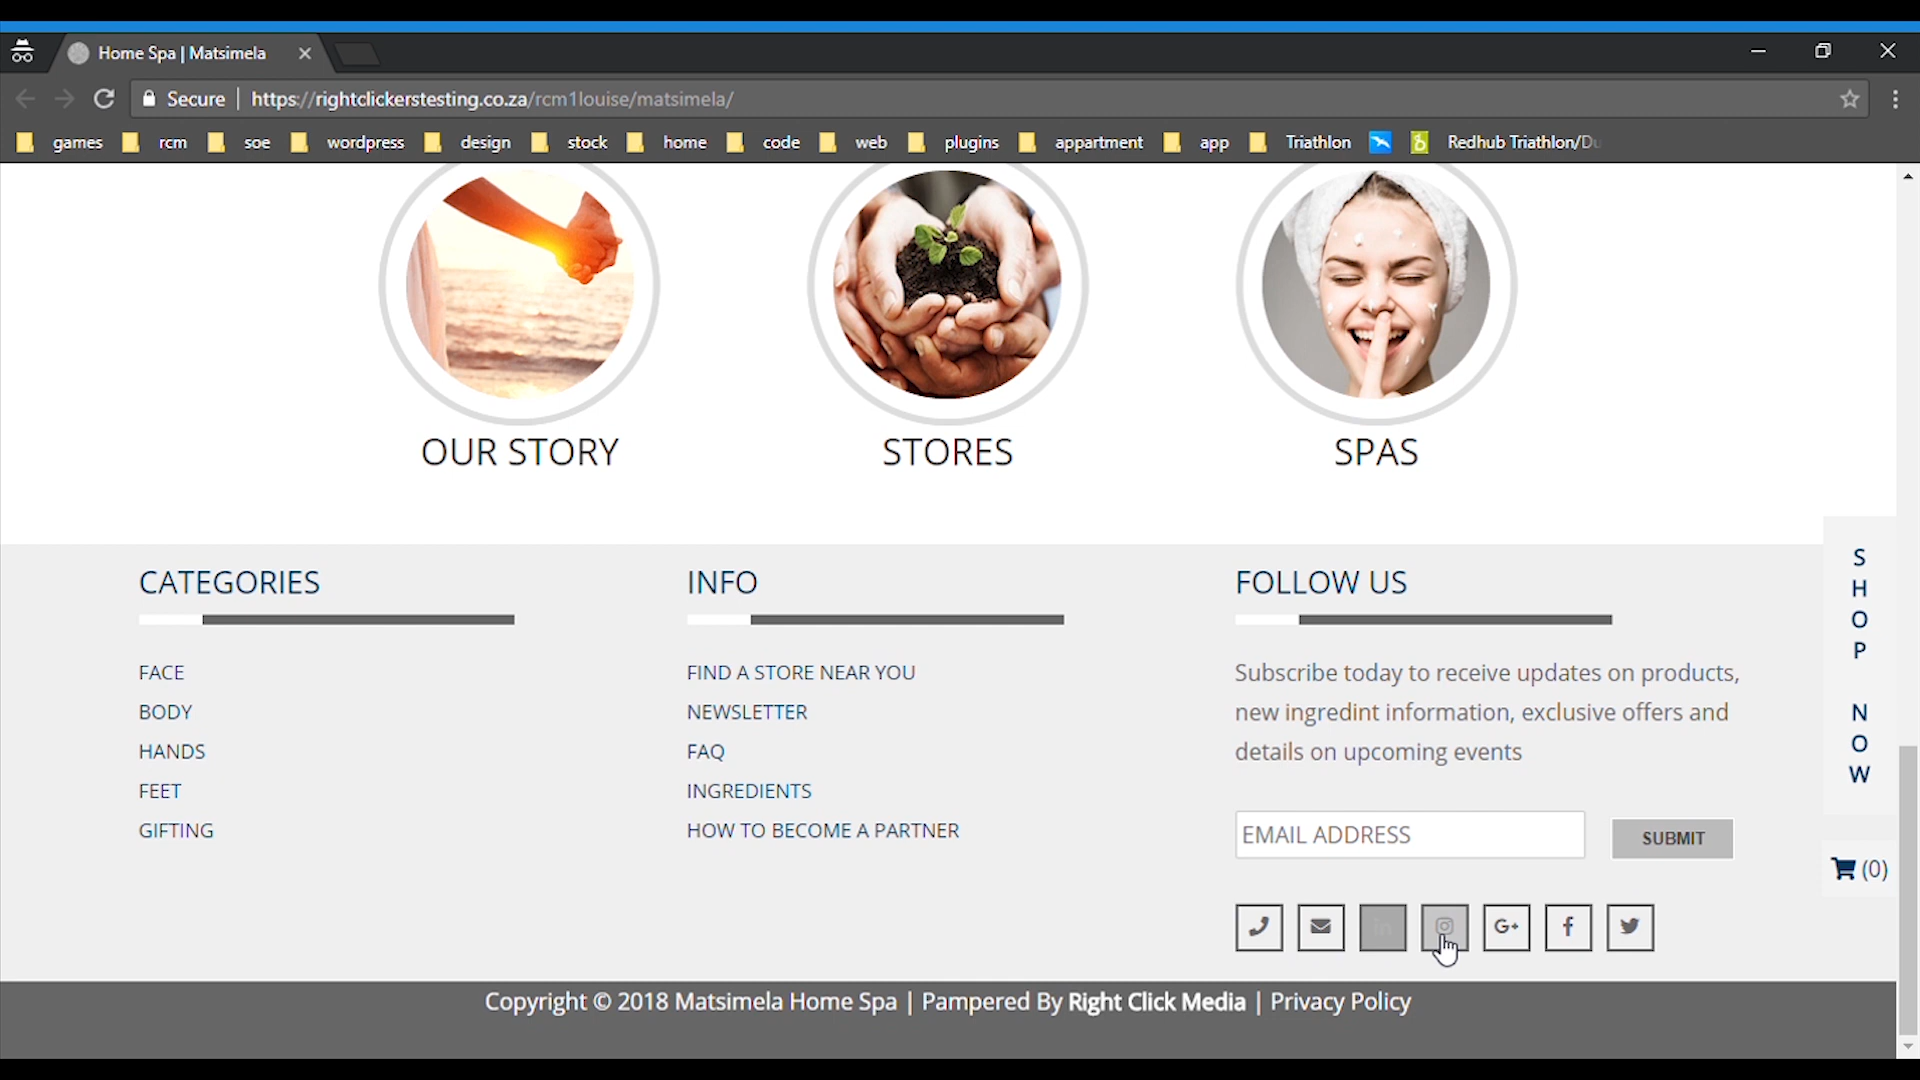 Home Spa | Matsimela
Secure | https://rightclickerstesting.co.za/rcm1louise/matsimela/
games rcm soe wordpress design stock home code web plugins appartment app Triathlon Redhub Triathlon/Du
OUR STORY
STORES
SPAS
CATEGORIES
FACE
BODY
HANDS
FEET
GIFTING
INFO
FIND A STORE NEAR YOU
NEWSLETTER
FAQ
INGREDIENTS
HOW TO BECOME A PARTNER
FOLLOW US
Subscribe today to receive updates on products,
new ingredint information, exclusive offers and
details on upcoming events
EMAIL ADDRESS
SUBMIT
in
G+
f
SHOP NOW
(0)
Copyright © 2018 Matsimela Home Spa | Pampered By Right Click Media | Privacy Policy